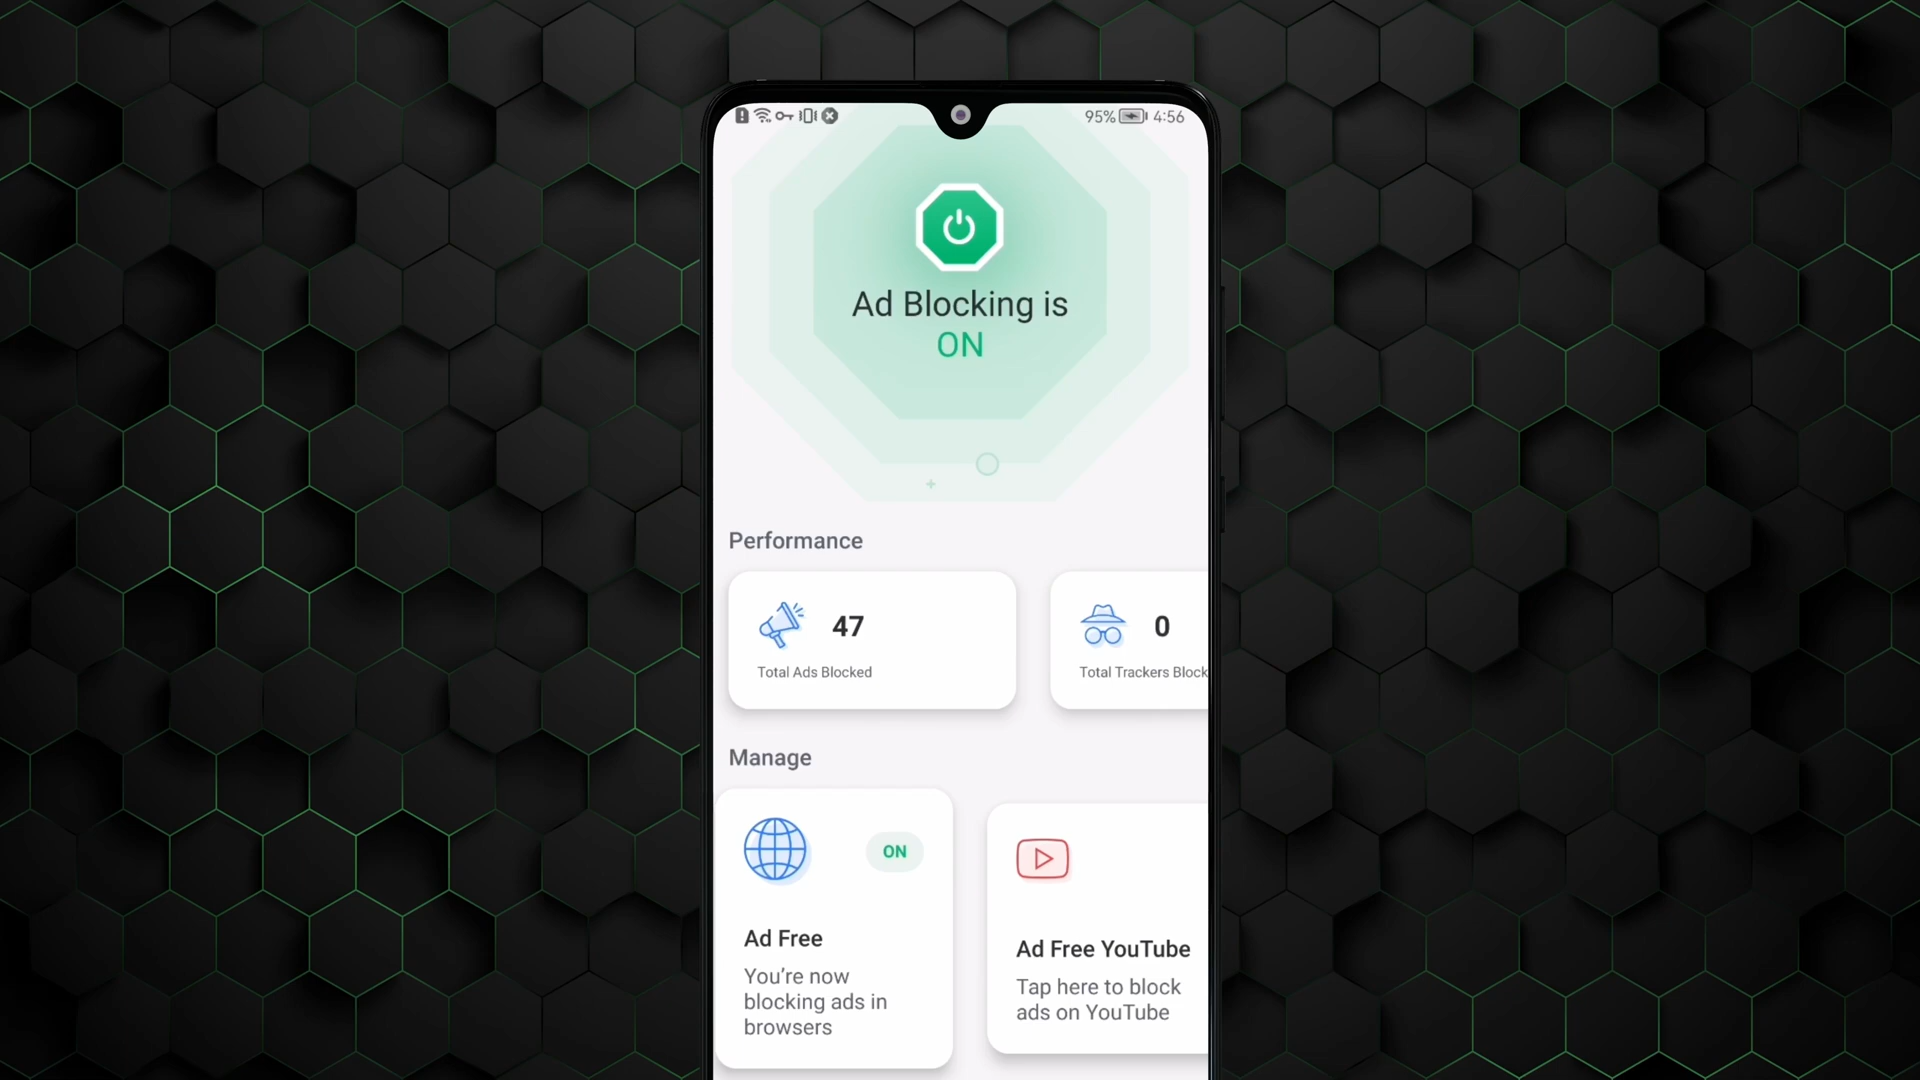 95% 4:56
Ad Blocking is
ON
Performance
47
Total Ads Blocked
0
Total Trackers Block
Manage
ON
Ad Free
You're now
blocking ads in
browsers
Ad Free YouTube
Tap here to block
ads on YouTube